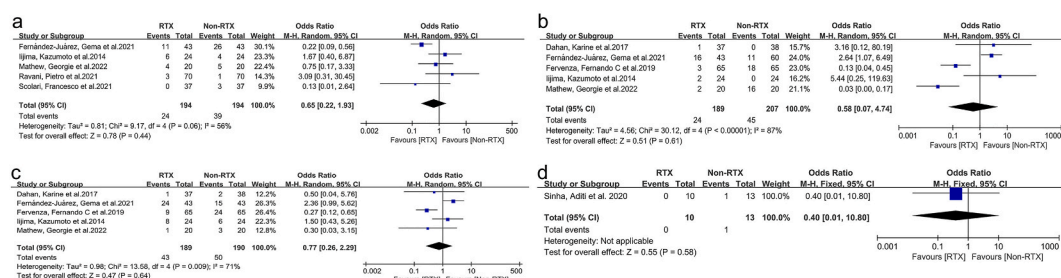 a
RTX Non-RTX Odds Ratio Odds Ratio
Study or Subgroup Events Total Events Total Weight M-H. Random. 95% CI M-H. Random. 95% CI
Fernández-Juárez, Gema et al.2021 11 43 26 43 30.1% 0.22 [0.09, 0.56]
Iijima, Kazumoto et al.2014 6 24 4 24 24.0% 1.67 [0.40, 6.87]
Mathew, Georgie et al.2022 4 20 5 20 22.4% 0.75 [0.17, 3.33]
Ravani, Pietro et al.2021 3 70 1 70 14.4% 3.09 [0.31, 30.45]
Scolari, Francesco et al.2021 0 37 3 37 9.9% 0.13 [0.01, 2.64]
Total (95% CI) 194 194 100.0% 0.65 [0.22, 1.93]
Total events 24 39
Heterogeneity: Tau² = 0.81; Chi² = 9.17, df = 4 (P = 0.06); I² = 56%
Test for overall effect: Z = 0.78 (P = 0.44)
0.002 0.1 1 10 500
Favours [RTX] Favours [Non-RTX]
b
RTX Non-RTX Odds Ratio Odds Ratio
Study or Subgroup Events Total Events Total Weight M-H. Random. 95% CI M-H. Random. 95% CI
Dahan, Karine et al.2017 1 37 0 38 15.7% 3.16 [0.12, 80.19]
Fernández-Juárez, Gema et al.2021 16 43 11 60 24.0% 2.64 [1.07, 6.49]
Fervenza, Fernando C et al.2019 3 65 18 65 22.5% 0.13 [0.04, 0.45]
Iijima, Kazumoto et al.2014 2 24 0 24 16.5% 5.44 [0.25, 119.63]
Mathew, Georgie et al.2022 2 20 16 20 21.3% 0.03 [0.00, 0.17]
Total (95% CI) 189 207 100.0% 0.58 [0.07, 4.74]
Total events 24 45
Heterogeneity: Tau² = 4.56; Chi² = 30.12, df = 4 (P < 0.00001); I² = 87%
Test for overall effect: Z = 0.51 (P = 0.61)
0.001 0.1 1 10 1000
Favours [RTX] Favours [Non-RTX]
c
RTX Non-RTX Odds Ratio Odds Ratio
Study or Subgroup Events Total Events Total Weight M-H. Random. 95% CI M-H. Random. 95% CI
Dahan, Karine et al.2017 1 37 2 38 12.2% 0.50 [0.04, 5.76]
Fernández-Juárez, Gema et al.2021 24 43 15 43 27.2% 2.36 [0.99, 5.62]
Fervenza, Fernando C et al.2019 9 65 24 65 27.4% 0.27 [0.12, 0.65]
Iijima, Kazumoto et al.2014 8 24 6 24 22.4% 1.50 [0.43, 5.26]
Mathew, Georgie et al.2022 1 20 3 20 12.8% 0.30 [0.03, 3.15]
Total (95% CI) 189 190 100.0% 0.77 [0.26, 2.29]
Total events 43 50
Heterogeneity: Tau² = 0.98; Chi² = 13.58, df = 4 (P = 0.009); I² = 71%
Test for overall effect: Z = 0.47 (P = 0.64)
0.01 0.1 1 10 100
Favours [RTX] Favours [Non-RTX]
d
RTX Non-RTX Odds Ratio Odds Ratio
Study or Subgroup Events Total Events Total Weight M-H. Fixed. 95% CI M-H. Fixed. 95% CI
Sinha, Aditi et al. 2020 0 10 1 13 100.0% 0.40 [0.01, 10.80]
Total (95% CI) 10 13 100.0% 0.40 [0.01, 10.80]
Total events 0 1
Heterogeneity: Not applicable
Test for overall effect: Z = 0.55 (P = 0.58)
0.01 0.1 1 10 100
Favours [RTX] Favours [Non-RTX]